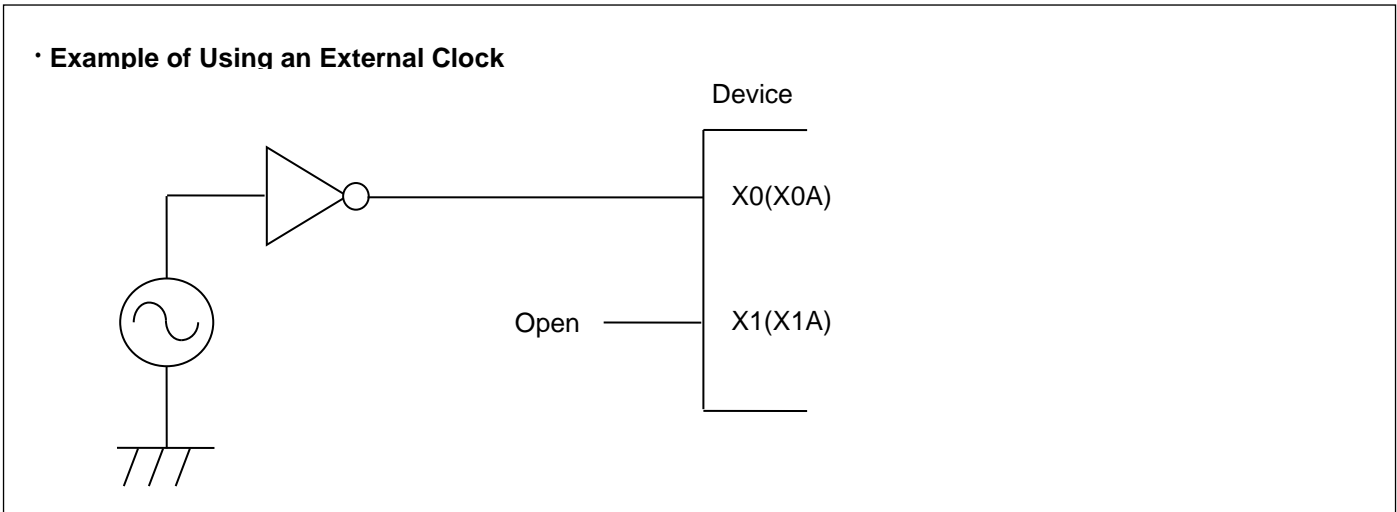 · Example of Using an External Clock
Device
X0(X0A)
Open
X1(X1A)